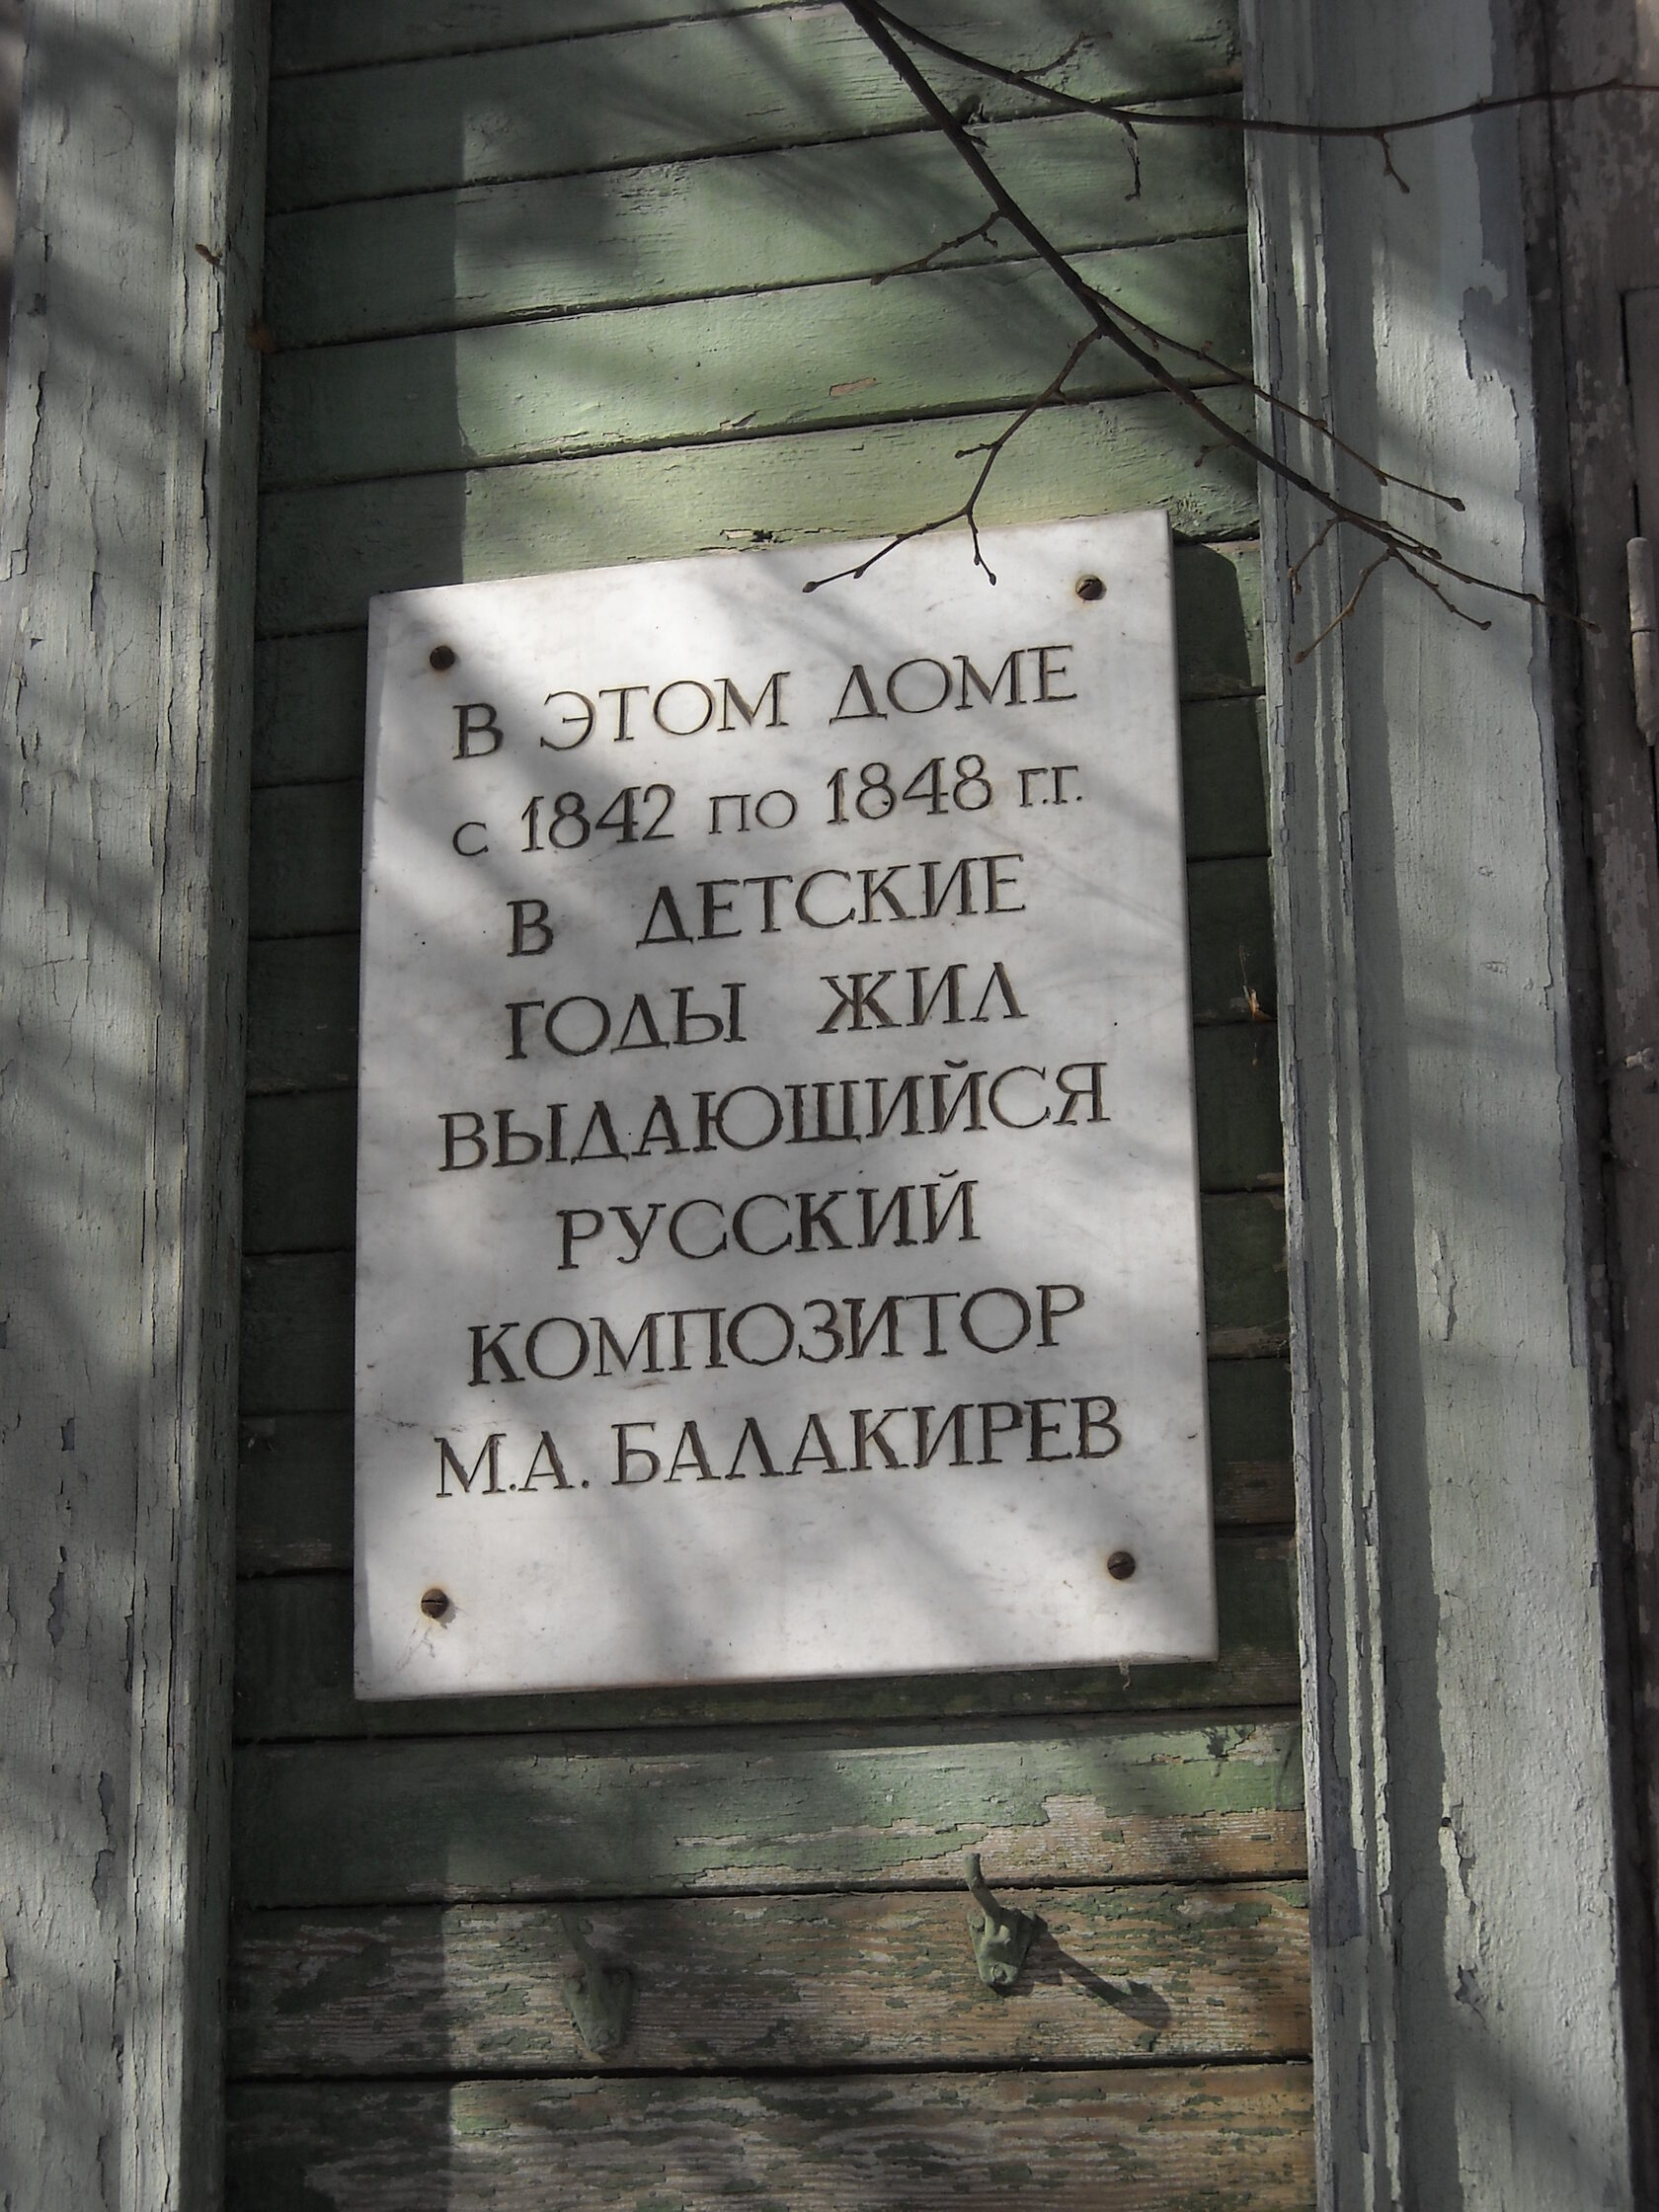 В ЭТОМ ДОМЕ
с 1842 по 1848 г.г.
В ДЕТСКИЕ
ГОДЫ ЖИЛ
ВЫДАЮЩИЙСЯ
РУССКИЙ
КОМПОЗИТОР
М.А. БАЛАКИРЕВ